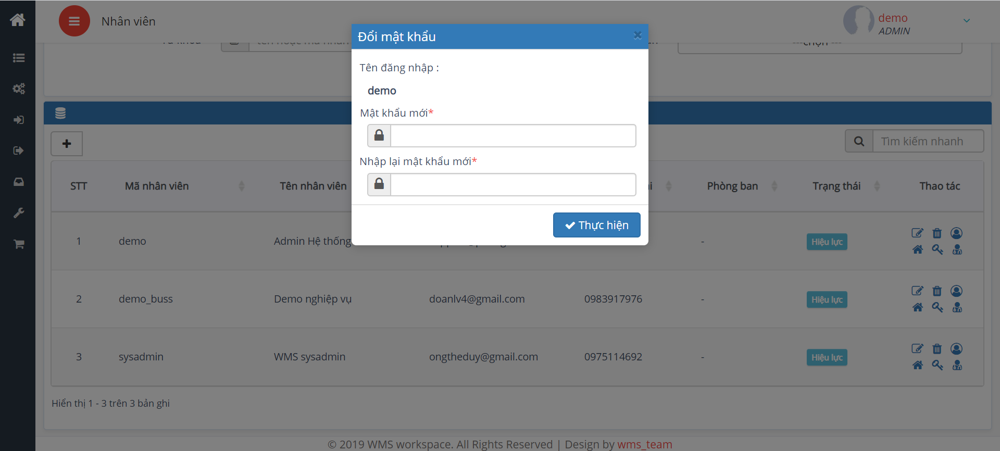 Nhân viên
demo
ADMIN
Đổi mật khẩu
Tên đăng nhập :
demo
Mật khẩu mới*
Nhập lại mật khẩu mới*
Thực hiện
Tìm kiếm nhanh
STT Mã nhân viên Tên nhân viên Phòng ban Trạng thái Thao tác
1 demo Admin Hệ thống - Hiệu lực
2 demo_buss Demo nghiệp vụ doanlv4@gmail.com 0983917976 - Hiệu lực
3 sysadmin WMS sysadmin ongtheduy@gmail.com 0975114692 - Hiệu lực
Hiển thị 1 - 3 trên 3 bản ghi
© 2019 WMS workspace. All Rights Reserved | Design by wms_team